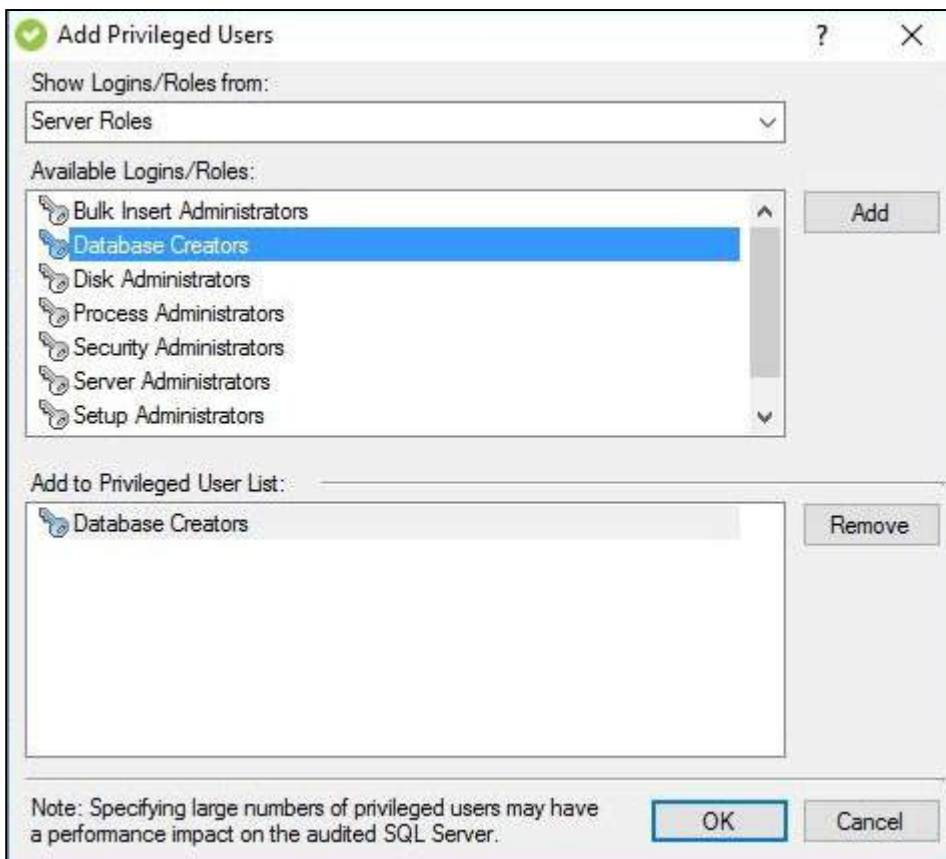 Add Privileged Users
?
Show Logins/Roles from:
Server Roles
Available Logins/Roles:
Bulk Insert Administrators
Add
Database Creators
Disk Administrators
Process Administrators
Security Administrators
Server Administrators
Setup Administrators
Add to Privileged User List:
Database Creators
Remove
Note: Specifying large numbers of privileged users may have
a performance impact on the audited SQL Server.
OK
Cancel